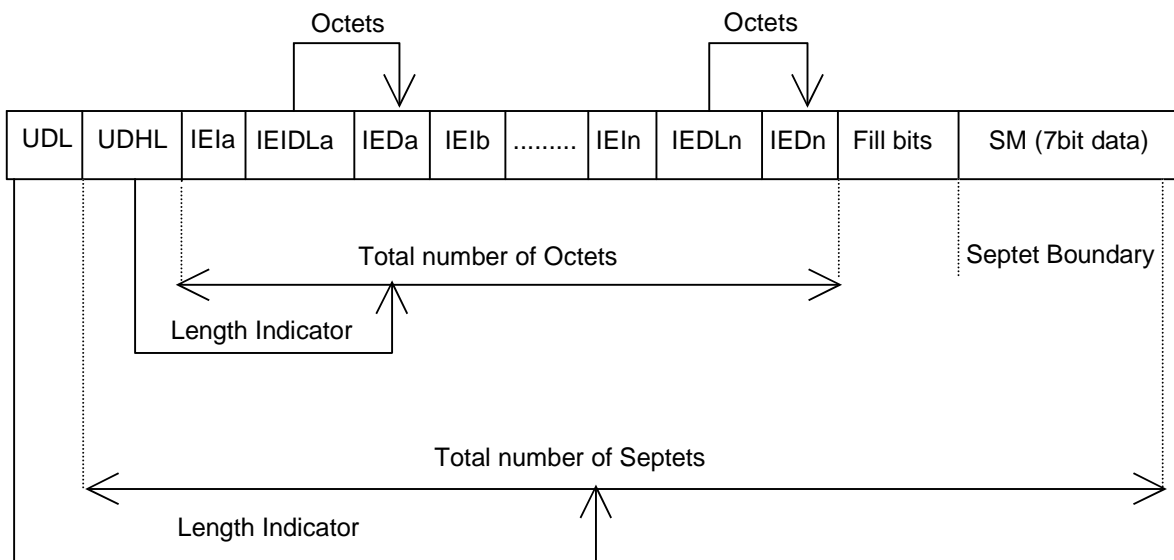 Octets Octets
UDL UDHL IEIa IEIDLa IEDa IEIb ......... IEIn IEDLn IEDn Fill bits SM (7bit data)
Total number of Octets Septet Boundary
Length Indicator
Total number of Septets
Length Indicator